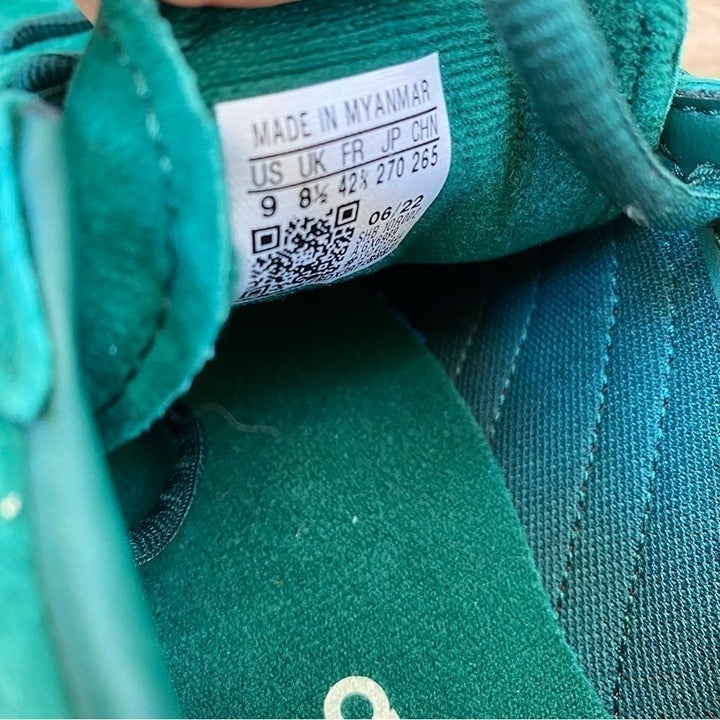 MADE IN MYANMAR
US UK FR JP CHN
9 8½ 42⅔ 270 265
06/22